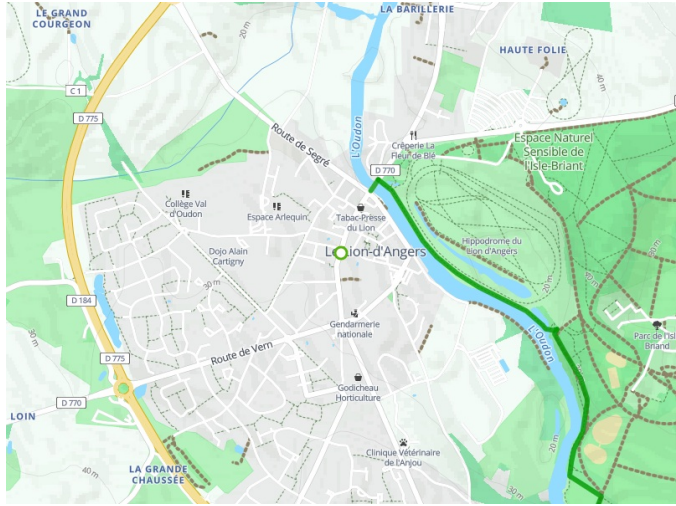 LE GRAND
COURGEON
LA BARILLERIE
20 m
HAUTE FOLIE
40 m
C 1
D 775
L'Oudon
Route de Segré
Crêperie La
Fleur de Blé
Espace Naturel
Sensible de
l'Isle-Briant
D 770
Collège Val
d'Oudon
Espace Arlequin
Tabac-Presse
du Lion
Dojo Alain
Cartigny
Hippodrome du
Lion d'Angers
30 m
20 m
D 184
30 m
Gendarmerie
nationale
L'Oudon
Route de Vern
D 775
D 770
Godicheau
Horticulture
LOIN
Clinique Vétérinaire
de l'Anjou
LA GRANDE
CHAUSSÉE
40 m
20 m